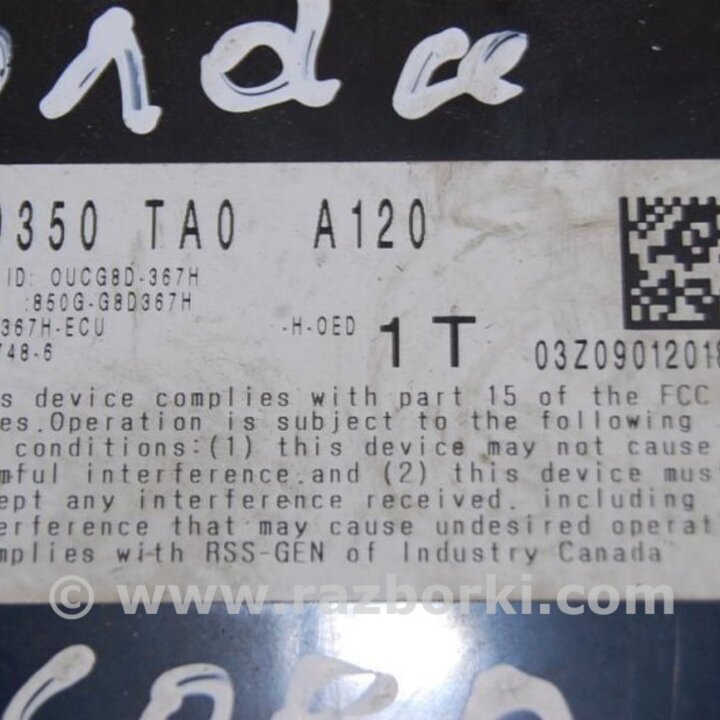 350 TA0 A120
ID: OUCG8D-367H
:850G-G8D367H
367H-ECU -H-OED 1T
748-6 03Z0901201
s device complies with part 15 of the FCC
es.Operation is subject to the following
conditions:(1) this device may not cause
mful interference.and (2) this device mus
ept any interference received. including
erference that may cause undesired operat
mplies with RSS-GEN of Industry Canada
© www.razborki.com